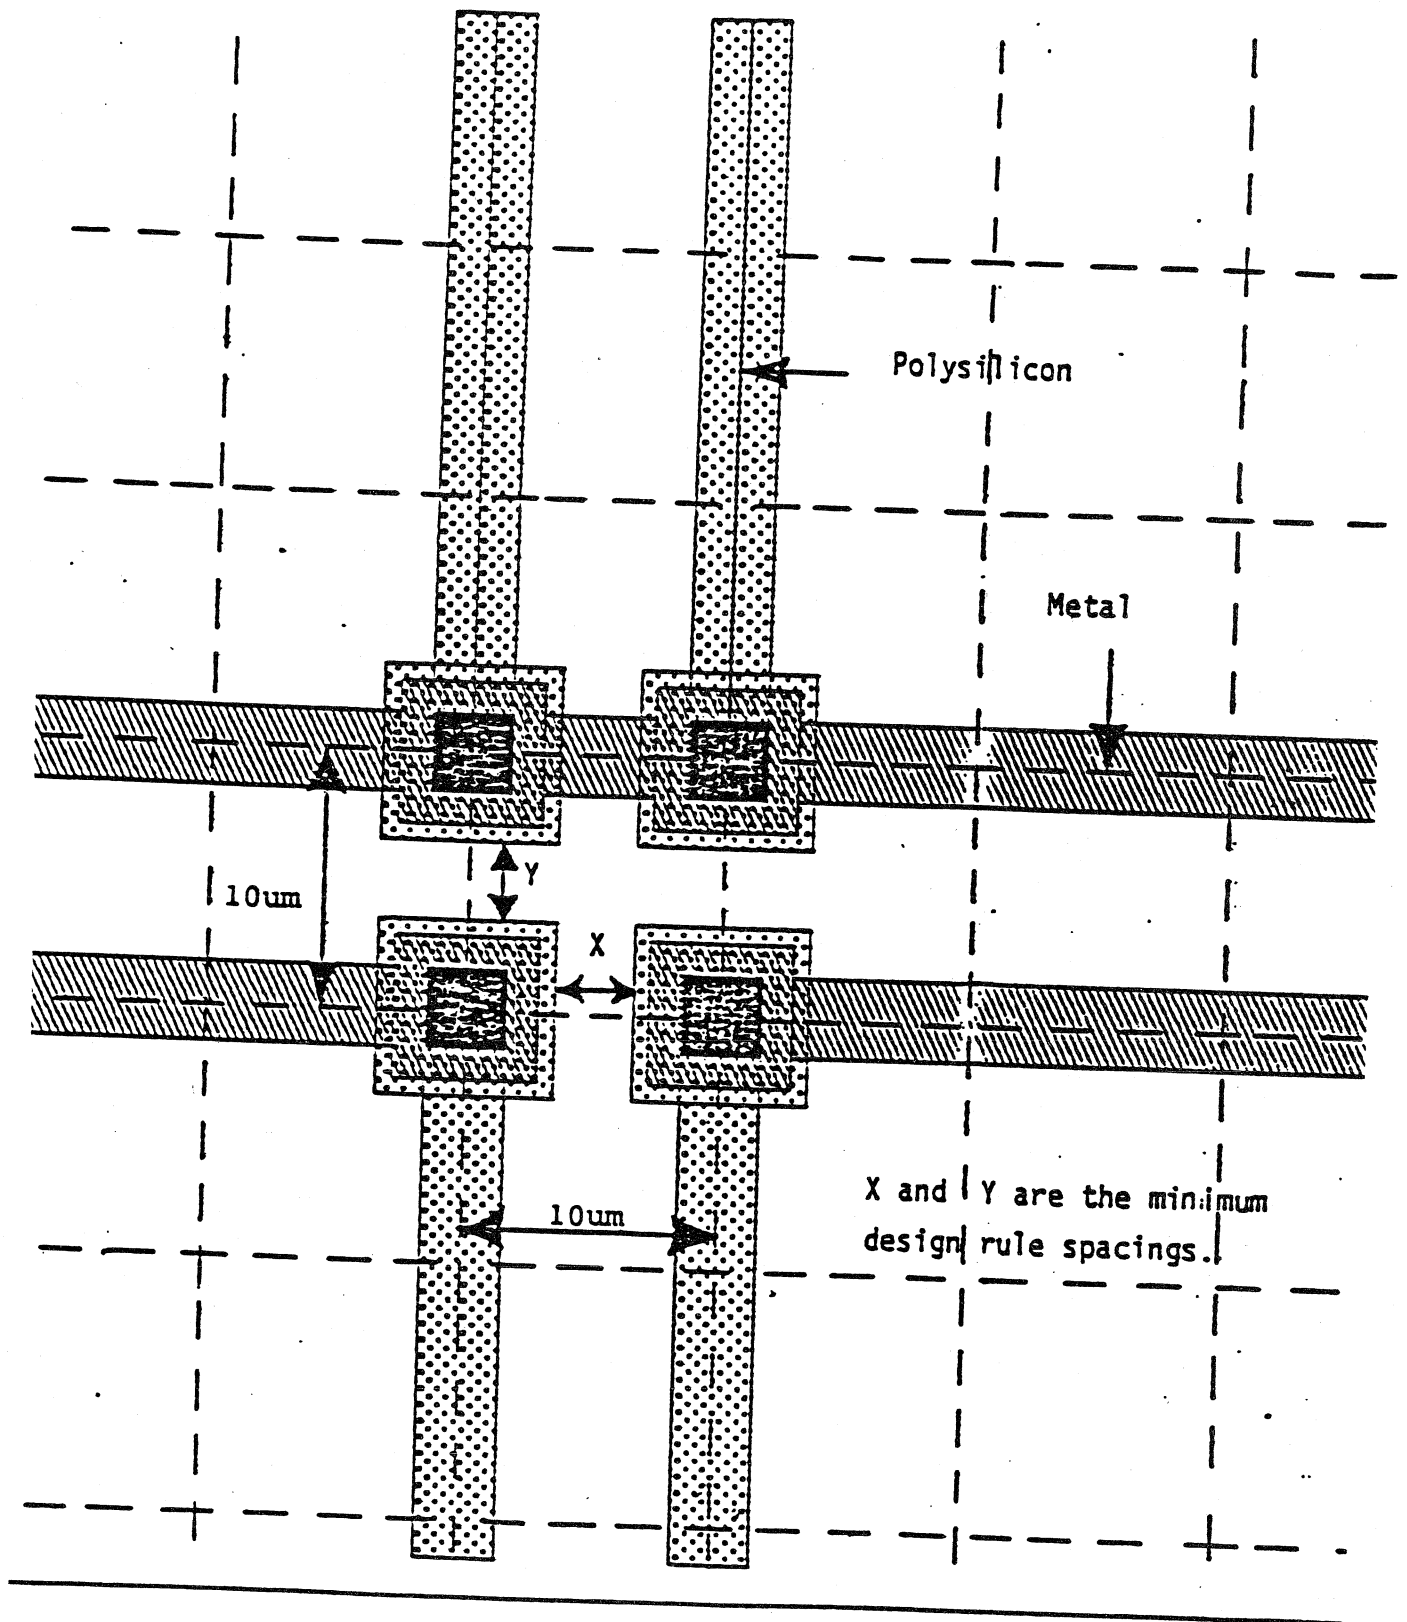 Polysilicon
Metal
Y
10um
X
10um
X and Y are the minimum
design rule spacings.